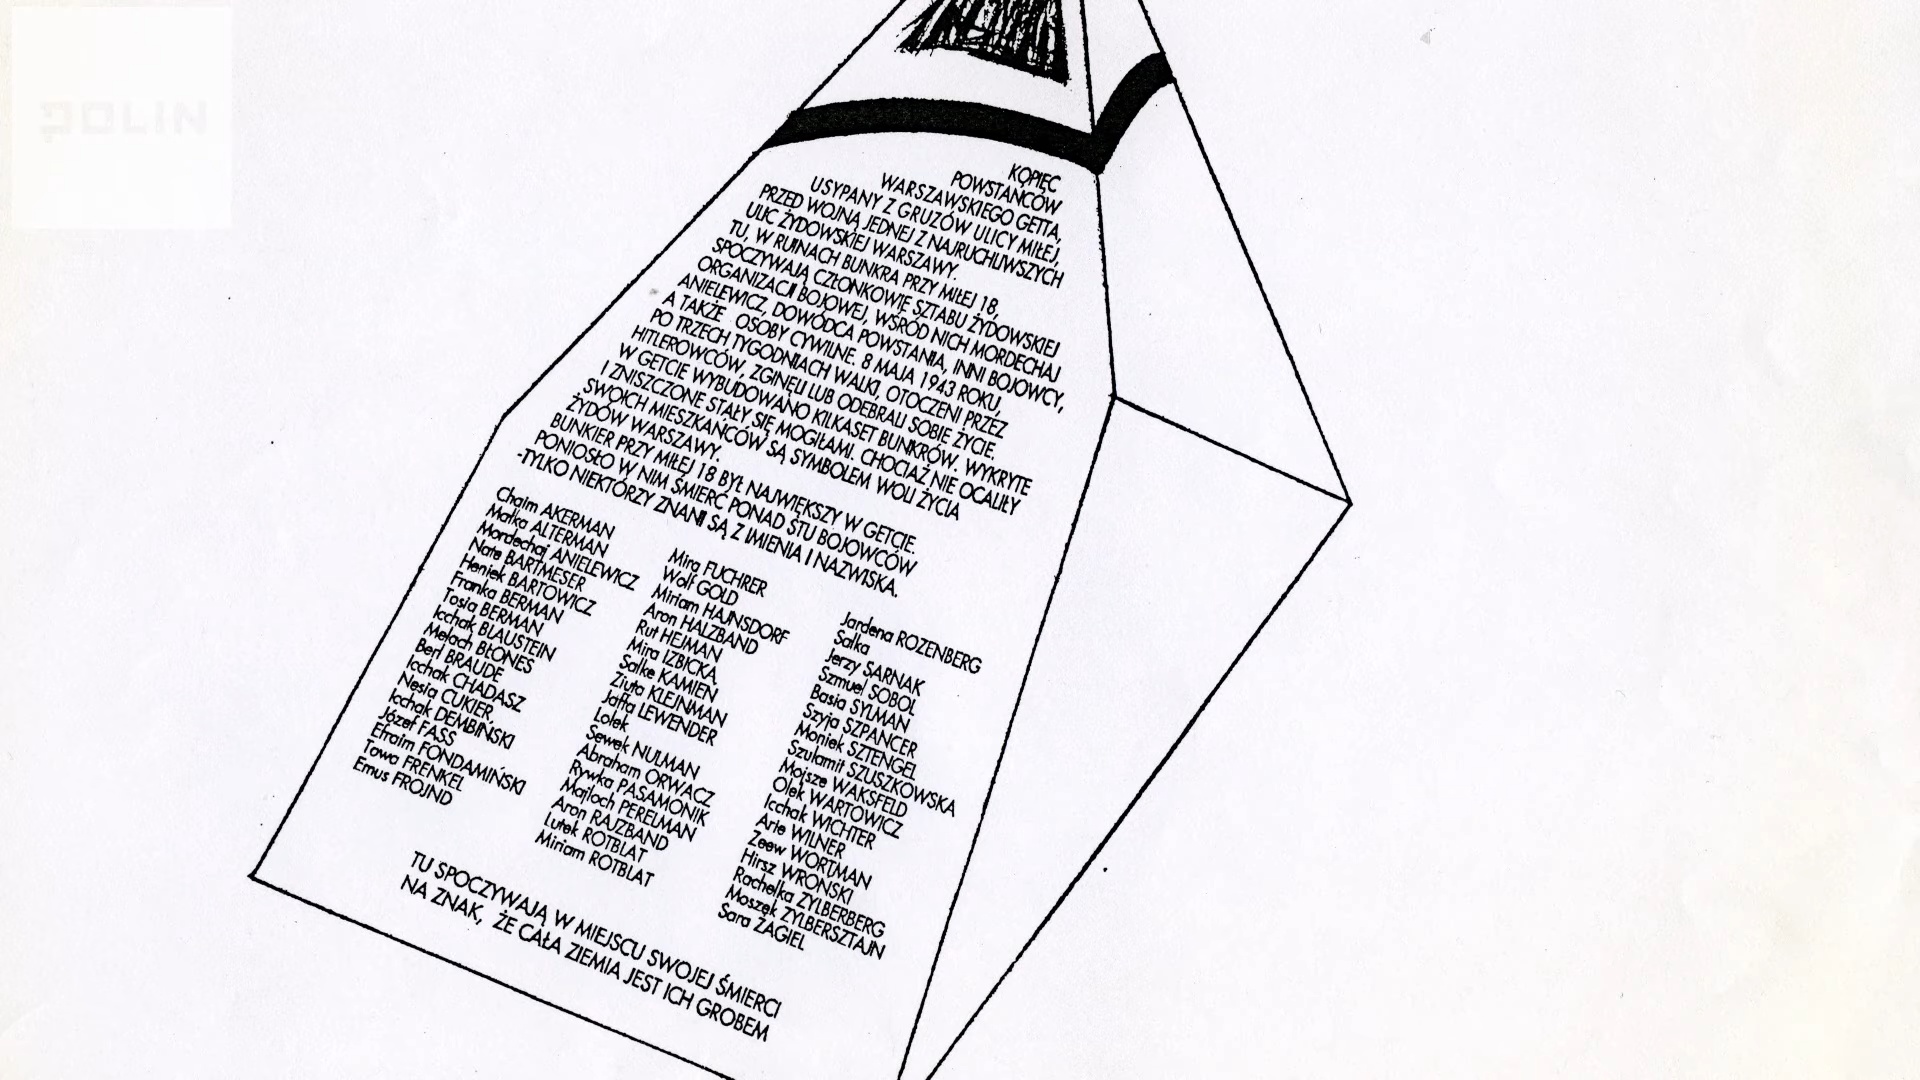 POLIN
KOPIEC
POWSTAŃCÓW
WARSZAWSKIEGO GETTA,
USYPANY Z GRUZÓW ULICY MIŁEJ,
PRZED WOJNĄ JEDNEJ Z NAJRUCHLIWSZYCH
ULIC ŻYDOWSKIEJ WARSZAWY.
TU, W RUINACH BUNKRA PRZY MIŁEJ 18,
SPOCZYWAJĄ CZŁONKOWIE SZTABU ŻYDOWSKIEJ
ORGANIZACJI BOJOWEJ, WŚRÓD NICH MORDECHAJ
ANIELEWICZ, DOWÓDCA POWSTANIA, INNI BOJOWCY,
A TAKŻE OSOBY CYWILNE. 8 MAJA 1943 ROKU,
PO TRZECH TYGODNIACH WALKI, OTOCZENI PRZEZ
HITLEROWCÓW, ZGINĘLI LUB ODEBRALI SOBIE ŻYCIE.
W GETCIE WYBUDOWANO KILKASET BUNKRÓW. WYKRYTE
I ZNISZCZONE STAŁY SIĘ MOGIŁAMI. CHOCIAŻ NIE OCALIŁY
SWOICH MIESZKAŃCÓW SĄ SYMBOLEM WOLI ŻYCIA
ŻYDÓW WARSZAWY.
BUNKIER PRZY MIŁEJ 18 BYŁ NAJWIĘKSZY W GETCIE.
PONIOSŁO W NIM ŚMIERĆ PONAD STU BOJOWCÓW
-TYLKO NIEKTÓRZY ZNANI SĄ Z IMIENIA I NAZWISKA.
Chaim AKERMAN
Małka ALTERMAN
Mordechaj ANIELEWICZ
Nate BARTMESER
Heniek BARTOWICZ
Franka BERMAN
Tosia BERMAN
Icchak BLAUSTEIN
Melach BŁONES
Berl BRAUDE
Icchak CHADASZ
Nesia CUKIER
Icchak DEMBIŃSKI
Józef FASS
Efraim FONDAMIŃSKI
Towa FRENKEL
Emus FROJND
Mira FUCHRER
Wolf GOLD
Miriam HAJNSDORF
Aron HALZBAND
Rut HEJMAN
Mira IZBICKA
Salke KAMIEŃ
Ziuta KLEJNMAN
Jaffa LEWENDER
Lolek
Sewek NULMAN
Abraham ORWACZ
Rywka PASAMONIK
Majloch PERELMAN
Aron RAJZBAND
Lutek ROTBLAT
Miriam ROTBLAT
Jardena ROZENBERG
Salka
Jerzy SARNAK
Szmuel SOBOL
Basia SYLMAN
Szyja SZPANCER
Moniek SZTENGEL
Szulamit SZUSZKOWSKA
Mojsze WAKSFELD
Olek WARTOWICZ
Icchak WICHTER
Arie WILNER
Zeew WORTMAN
Hirsz WROŃSKI
Rachelka ZYLBERBERG
Moszek ZYLBERSZTAJN
Sara ŻAGIEL
TU SPOCZYWAJĄ W MIEJSCU SWOJEJ ŚMIERCI
NA ZNAK, ŻE CAŁA ZIEMIA JEST ICH GROBEM